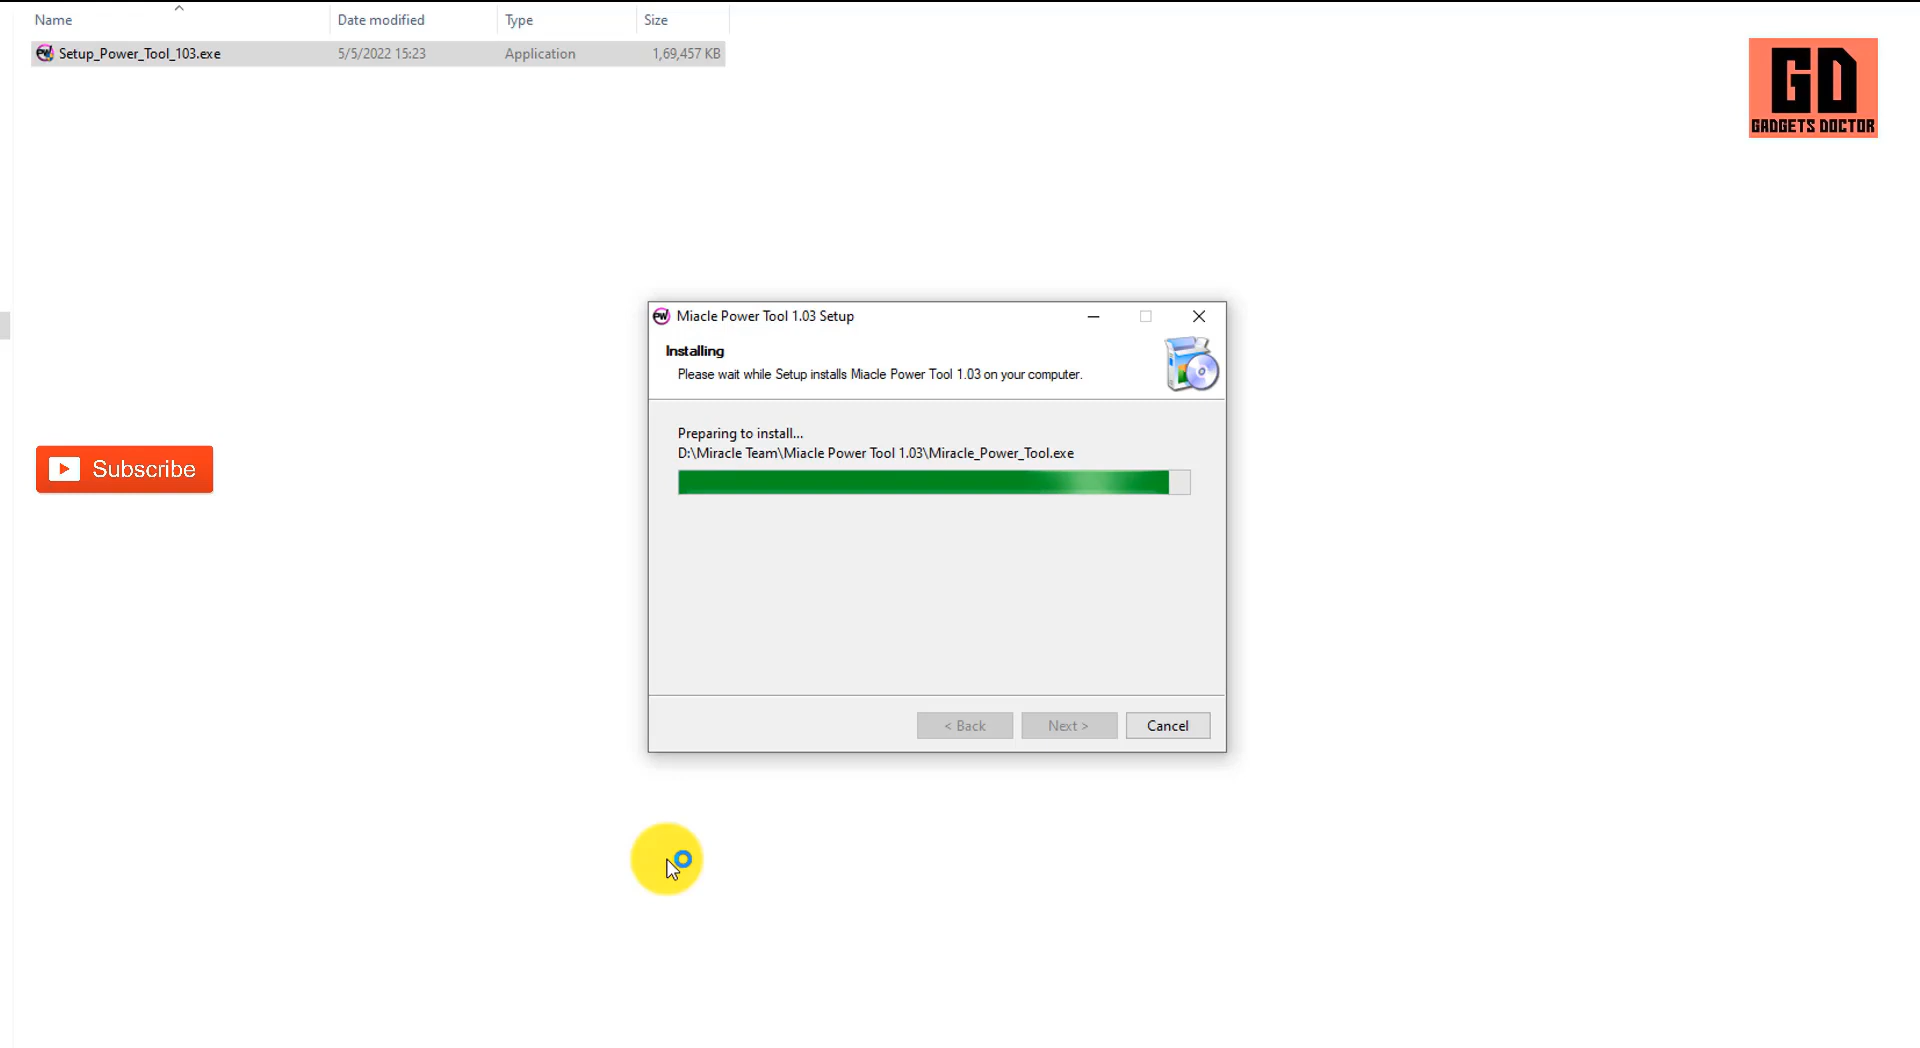 Name Date modified Type Size
Setup_Power_Tool_103.exe 5/5/2022 15:23 Application 1,69,457 KB
GD
GADGETS DOCTOR
PW Miacle Power Tool 1.03 Setup
Installing
Please wait while Setup installs Miacle Power Tool 1.03 on your computer.
Preparing to install...
D:\Miracle Team\Miacle Power Tool 1.03\Miracle_Power_Tool.exe
Subscribe
< Back Next > Cancel